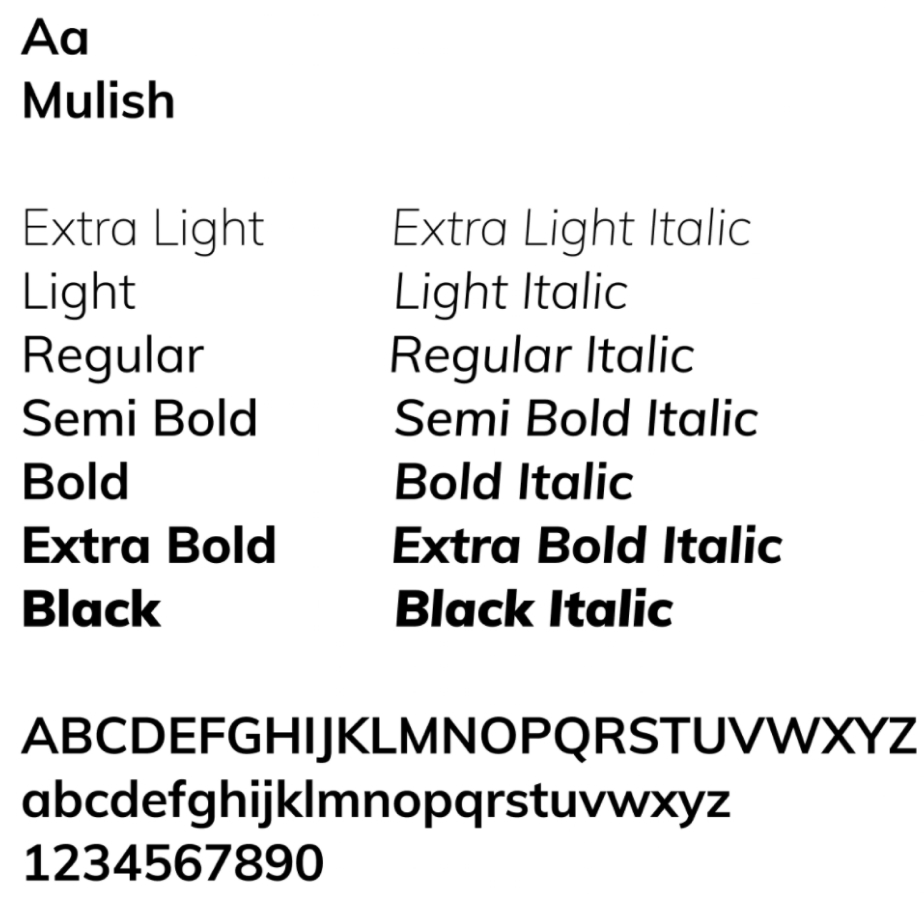 Aa
Mulish
Extra Light Extra Light Italic
Light Light Italic
Regular Regular Italic
Semi Bold Semi Bold Italic
Bold Bold Italic
Extra Bold Extra Bold Italic
Black Black Italic
ABCDEFGHIJKLMNOPQRSTUVWXYZ
abcdefghijklmnopqrstuvwxyz
1234567890